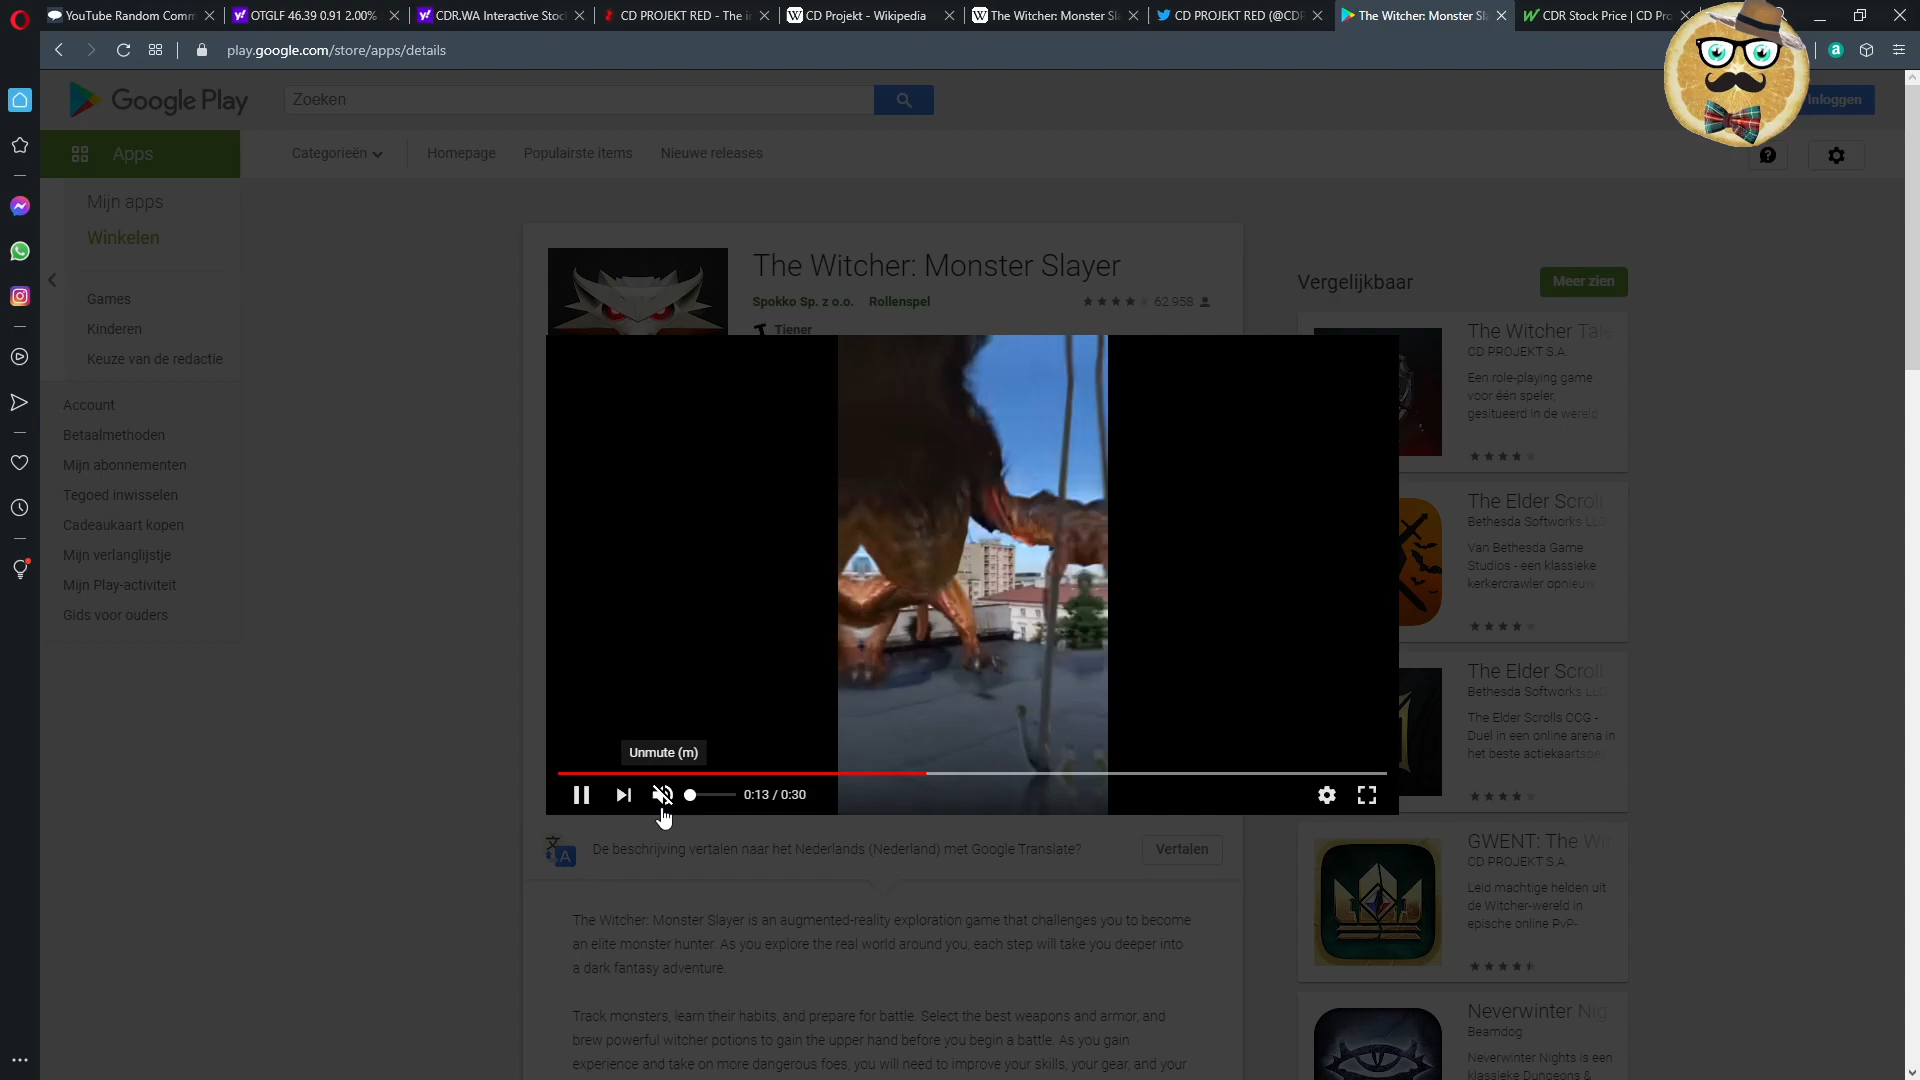 YouTube Random Comm
OTGLF 46.39 0.91 2.00%
CDR.WA Interactive Stoc
CD PROJEKT RED - The i
CD Projekt - Wikipedia
The Witcher: Monster Sl
CD PROJEKT RED (@CDP
The Witcher: Monster Sl
CDR Stock Price | CD Pro
play.google.com/store/apps/details
Google Play
Zoeken
Inloggen
Apps
Categorieën
Homepage
Populairste items
Nieuwe releases
Mijn apps
Winkelen
Games
Kinderen
Keuze van de redactie
Account
Betaalmethoden
Mijn abonnementen
Tegoed inwisselen
Cadeaukaart kopen
Mijn verlanglijstje
Mijn Play-activiteit
Gids voor ouders
The Witcher: Monster Slayer
Spokko Sp. z o.o. Rollenspel
62.958
Tiener
Unmute (m)
0:13 / 0:30
De beschrijving vertalen naar het Nederlands (Nederland) met Google Translate?
Vertalen
The Witcher: Monster Slayer is an augmented-reality exploration game that challenges you to become
an elite monster hunter. As you explore the real world around you, each step will take you deeper into
a dark fantasy adventure.
Track monsters, learn their habits, and prepare for battle. Select the best weapons and armor, and
brew powerful witcher potions to gain the upper hand before you begin a battle. As you gain
experience and take on more dangerous foes, you will need to improve your skills, your gear, and your
Vergelijkbaar
Meer zien
The Witcher Tale
CD PROJEKT S.A.
Een role-playing game
voor één speler,
gesitueerd in de wereld
The Elder Scroll
Bethesda Softworks LLC
Van Bethesda Game
Studios - een klassieke
kerkercrawler opnieuw
The Elder Scroll
Bethesda Softworks LLC
The Elder Scrolls CCG -
Duel in een online arena in
het beste actiekaartspel
GWENT: The Wit
CD PROJEKT S.A.
Leid machtige helden uit
de Witcher-wereld in
epische online PvP-
Neverwinter Nig
Beamdog
Neverwinter Nights is een
klassieke Dungeons &